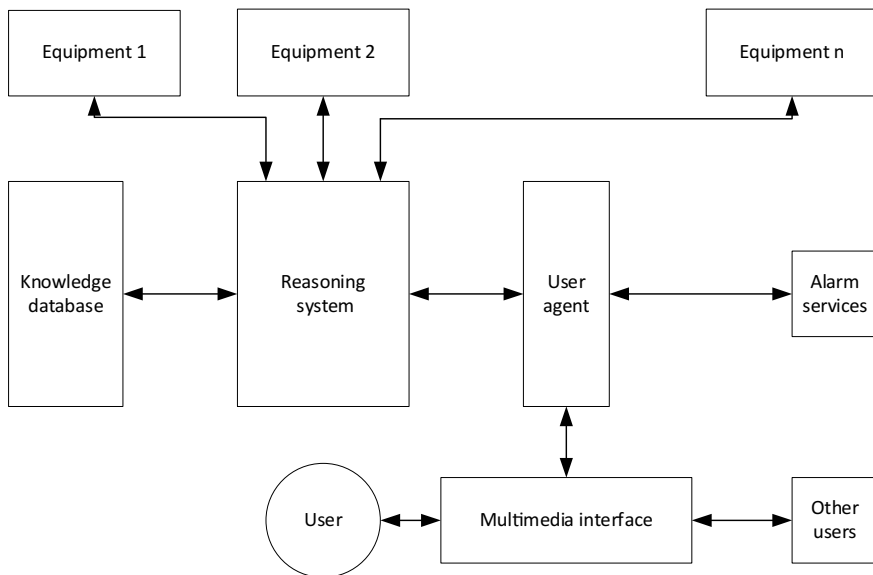 Equipment 1
Equipment 2
Equipment n
Knowledge
database
Reasoning
system
User
agent
Alarm
services
User
Multimedia interface
Other
users